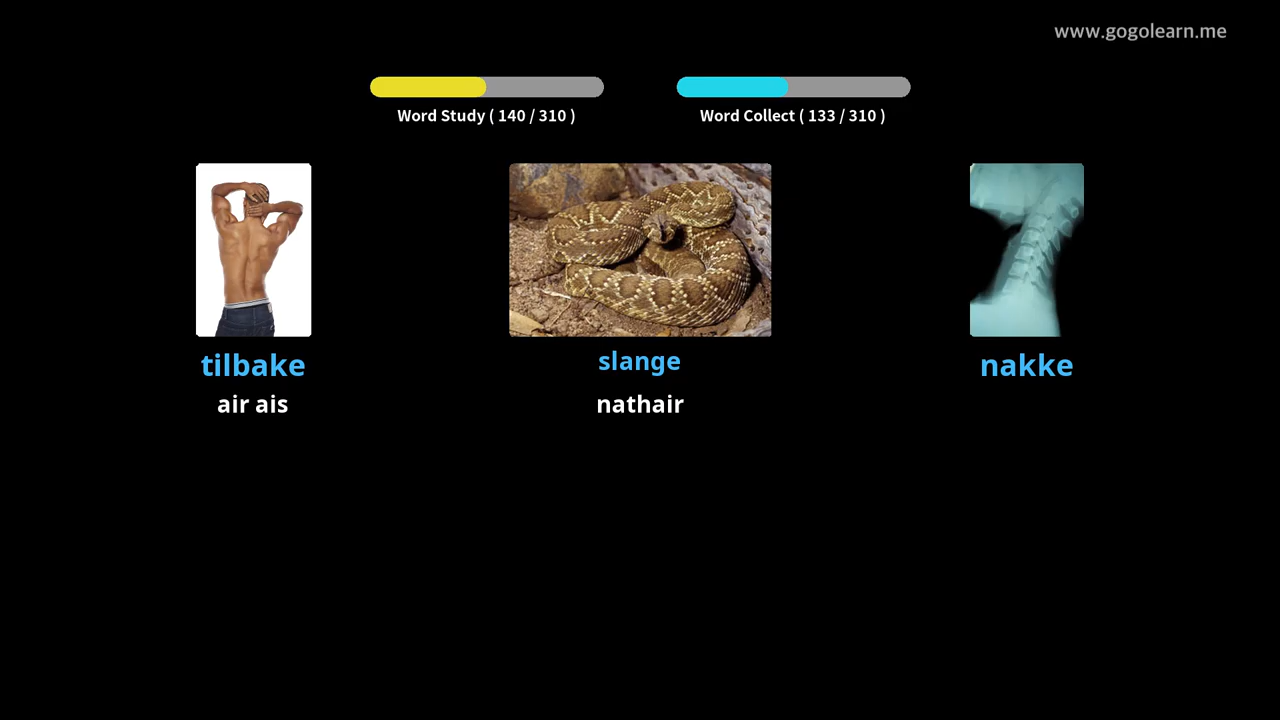 www.gogolearn.me
Word Study ( 140 / 310 )
Word Collect ( 133 / 310 )
tilbake
slange
nakke
air ais
nathair